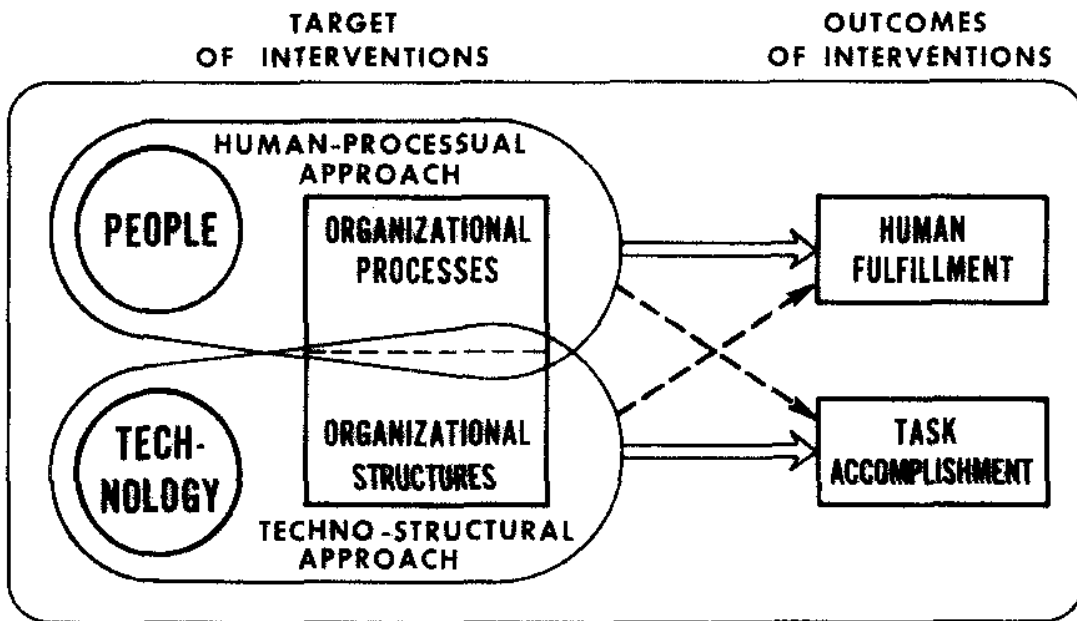 TARGET
OF INTERVENTIONS
OUTCOMES
OF INTERVENTIONS
HUMAN-PROCESSUAL
APPROACH
PEOPLE
ORGANIZATIONAL
PROCESSES
HUMAN
FULFILLMENT
TECH-
NOLOGY
ORGANIZATIONAL
STRUCTURES
TASK
ACCOMPLISHMENT
TECHNO-STRUCTURAL
APPROACH